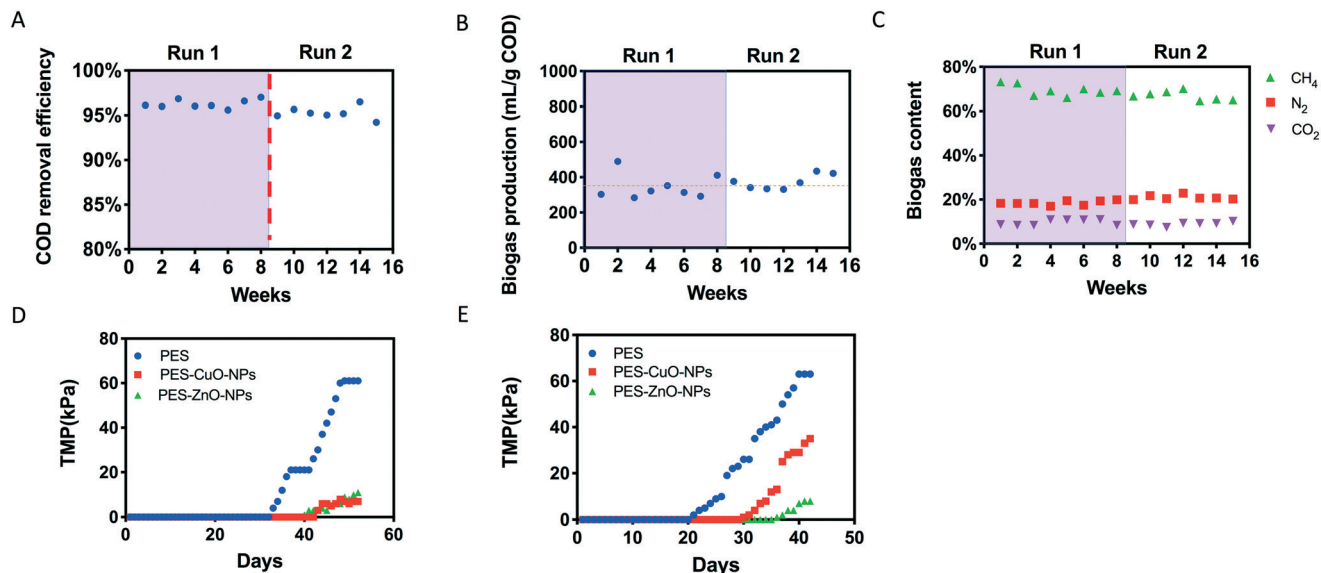 A
Run 1
Run 2
COD removal efficiency
100%
95%
90%
85%
80%
0 2 4 6 8 10 12 14 16
Weeks
B
Run 1
Run 2
Biogas production (mL/g COD)
1000
800
600
400
200
0
0 2 4 6 8 10 12 14 16
Weeks
C
Run 1
Run 2
Biogas content
80%
60%
40%
20%
0%
0 2 4 6 8 10 12 14 16
Weeks
CH4
N2
CO2
D
TMP(kPa)
80
60
40
20
0
PES
PES-CuO-NPs
PES-ZnO-NPs
0 20 40 60
Days
E
TMP(kPa)
80
60
40
20
0
PES
PES-CuO-NPs
PES-ZnO-NPs
0 10 20 30 40 50
Days